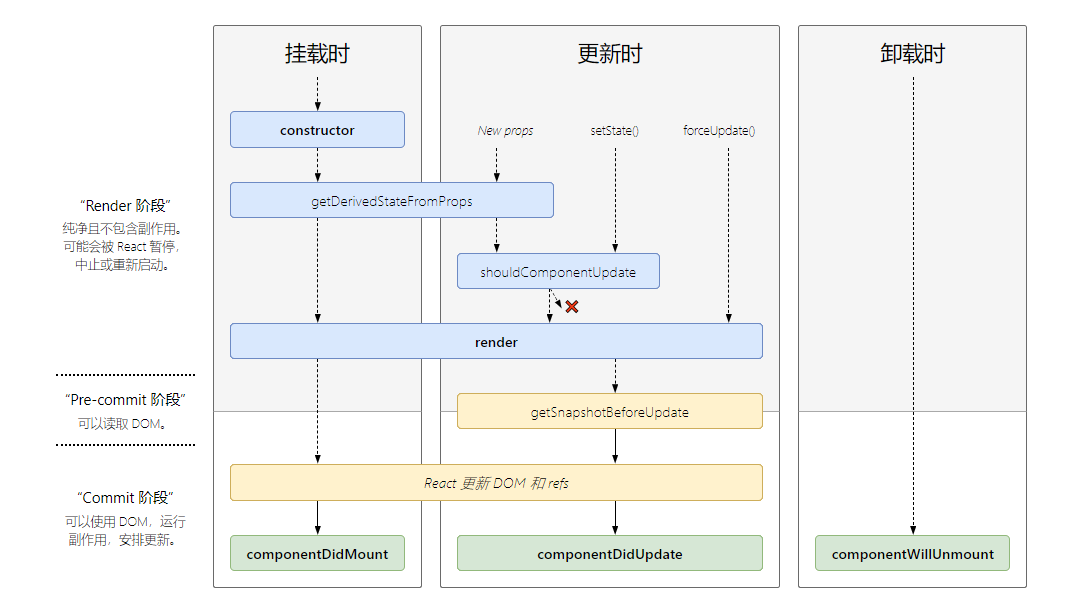 挂载时
更新时
卸载时
constructor
New props
setState()
forceUpdate()
“Render 阶段”
纯净且不包含副作用。
可能会被 React 暂停,
中止或重新启动。
getDerivedStateFromProps
shouldComponentUpdate
render
“Pre-commit 阶段”
可以读取 DOM。
getSnapshotBeforeUpdate
“Commit 阶段”
可以使用 DOM，运行
副作用，安排更新。
React 更新 DOM 和 refs
componentDidMount
componentDidUpdate
componentWillUnmount